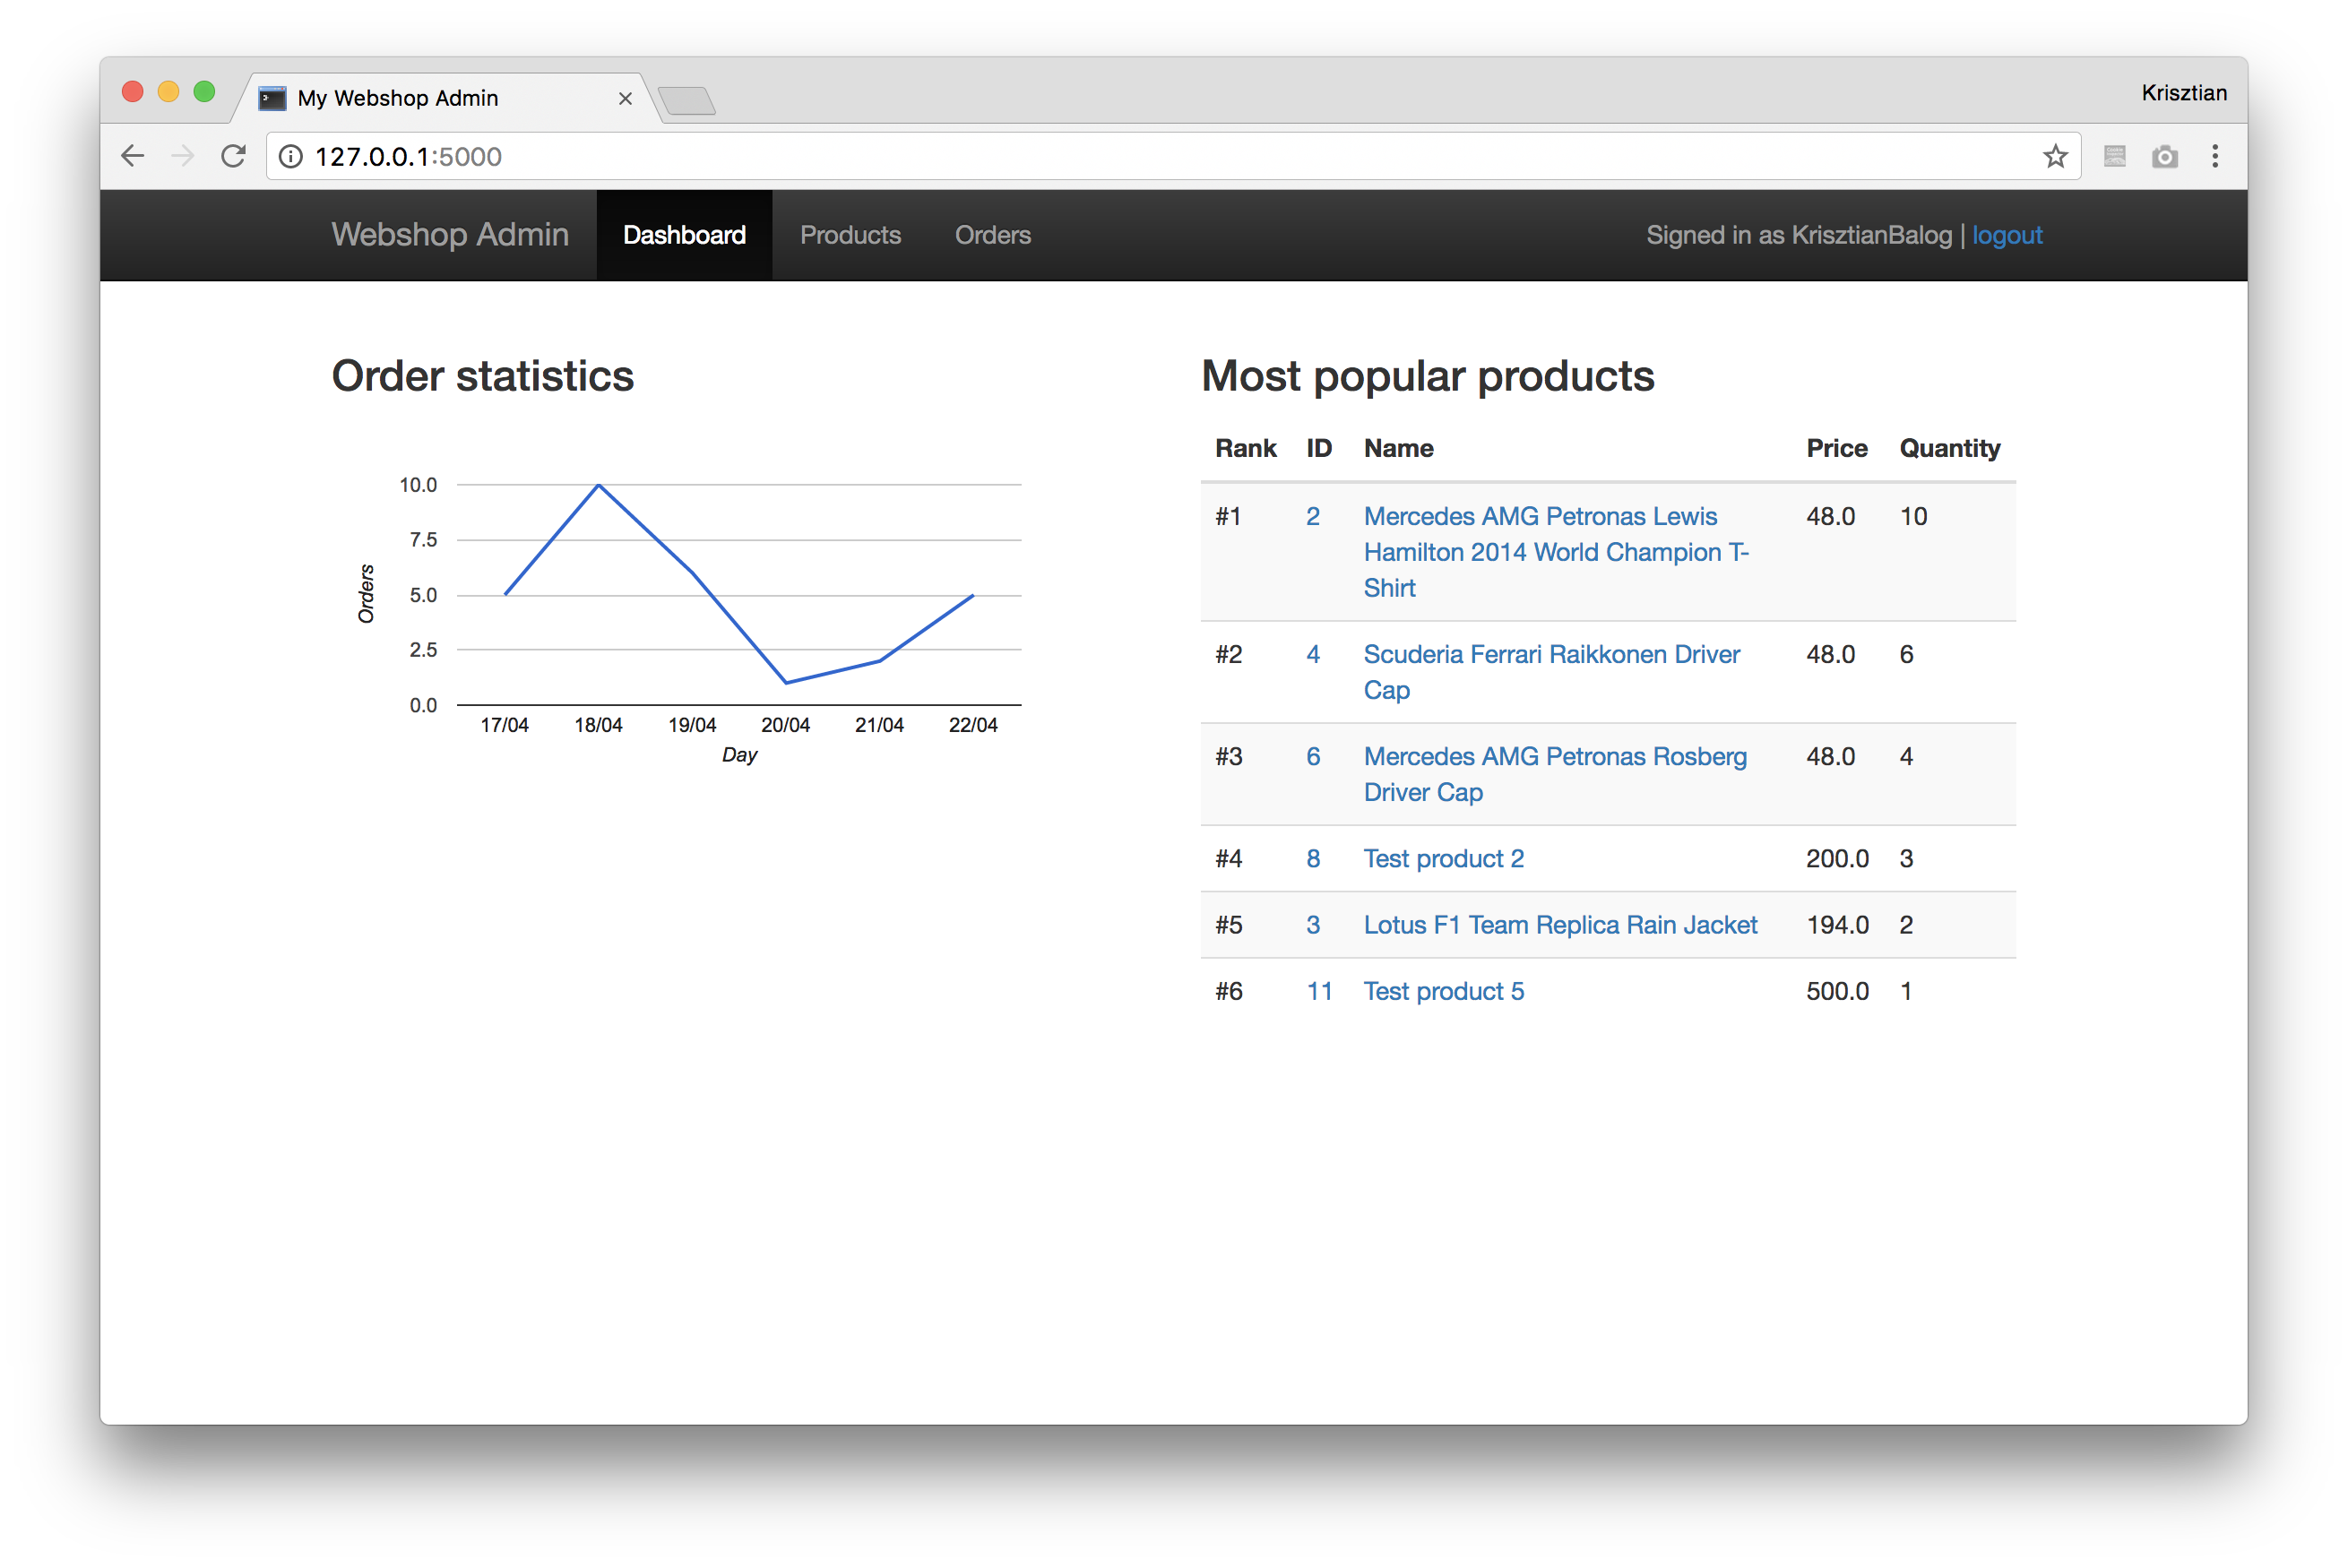 My Webshop Admin
Krisztian
127.0.0.1:5000
Webshop Admin Dashboard Products Orders Signed in as KrisztianBalog | logout
Order statistics
10.0
7.5
5.0
2.5
0.0
Orders
17/04 18/04 19/04 20/04 21/04 22/04
Day
Most popular products
Rank ID Name Price Quantity
#1 2 Mercedes AMG Petronas Lewis 48.0 10
Hamilton 2014 World Champion T-
Shirt
#2 4 Scuderia Ferrari Raikkonen Driver 48.0 6
Cap
#3 6 Mercedes AMG Petronas Rosberg 48.0 4
Driver Cap
#4 8 Test product 2 200.0 3
#5 3 Lotus F1 Team Replica Rain Jacket 194.0 2
#6 11 Test product 5 500.0 1